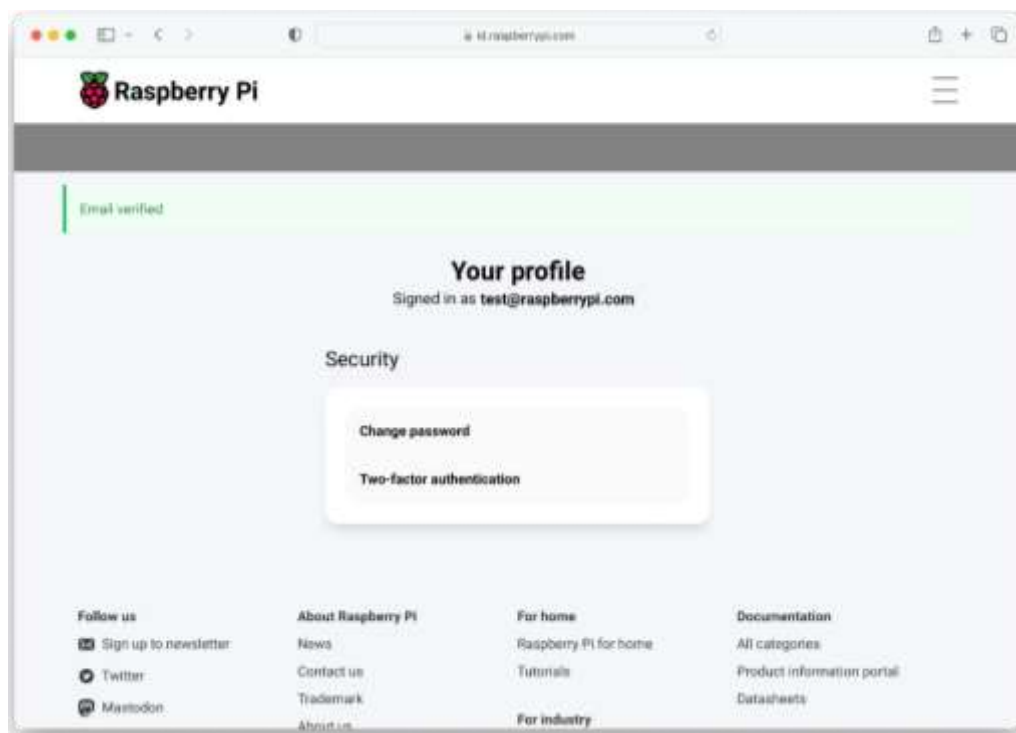 id.raspberrypi.com
Raspberry Pi
Email verified
Your profile
Signed in as test@raspberrypi.com
Security
Change password
Two-factor authentication
Follow us
Sign up to newsletter
Twitter
Mastodon
About Raspberry Pi
News
Contact us
Trademark
About us
For home
Raspberry Pi for home
Tutorials
For industry
Documentation
All categories
Product information portal
Datasheets